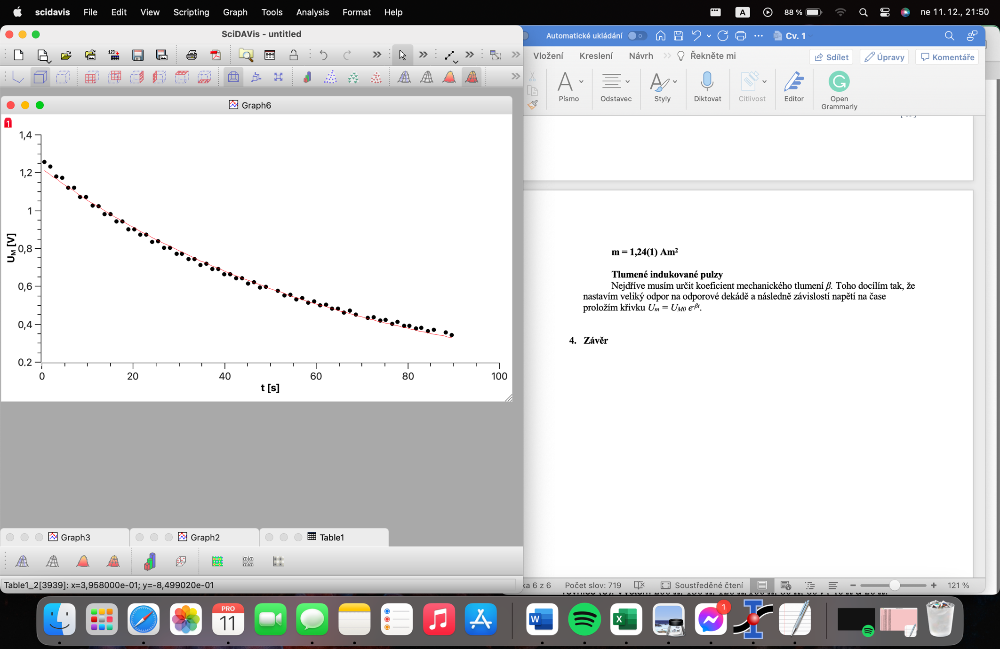 scidavis File Edit View Scripting Graph Tools Analysis Format Help
A 88 % ne 11. 12., 21:50
SciDAVis - untitled
Automatické ukládání Cv. 1
Vložení Kreslení Návrh Řekněte mi
Sdílet Úpravy Komentáře
Písmo Odstavec Styly Diktovat Citlivost Editor Open Grammarly
Graph6
1
1,4
1,2
1
0,8
0,6
0,4
0,2
U_M [V]
0 20 40 60 80 100
t [s]
m = 1,24(1) Am²
Tlumené indukované pulzy
Nejdříve musím určit koeficient mechanického tlumení β. Toho docílím tak, že
nastavím veliký odpor na odporové dekádě a následně závislostí napětí na čase
proložím křivku Um = UM0 e-βt.
4. Závěr
Graph3 Graph2 Table1
Table1_2[3939]: x=3,958000e-01; y=-8,499020e-01
ka 6 z 6 Počet slov: 719 Soustředěné čtení 121 %
PRO
11
W
X
1